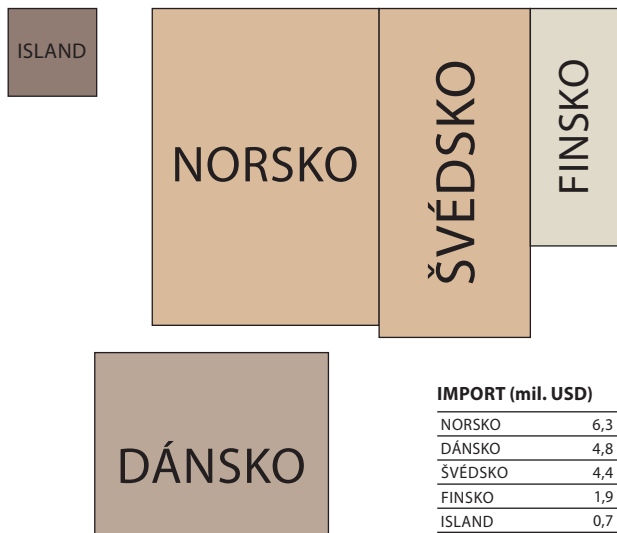 ISLAND
NORSKO
ŠVÉDSKO
FINSKO
DÁNSKO
IMPORT (mil. USD)
NORSKO 6,3
DÁNSKO 4,8
ŠVÉDSKO 4,4
FINSKO 1,9
ISLAND 0,7